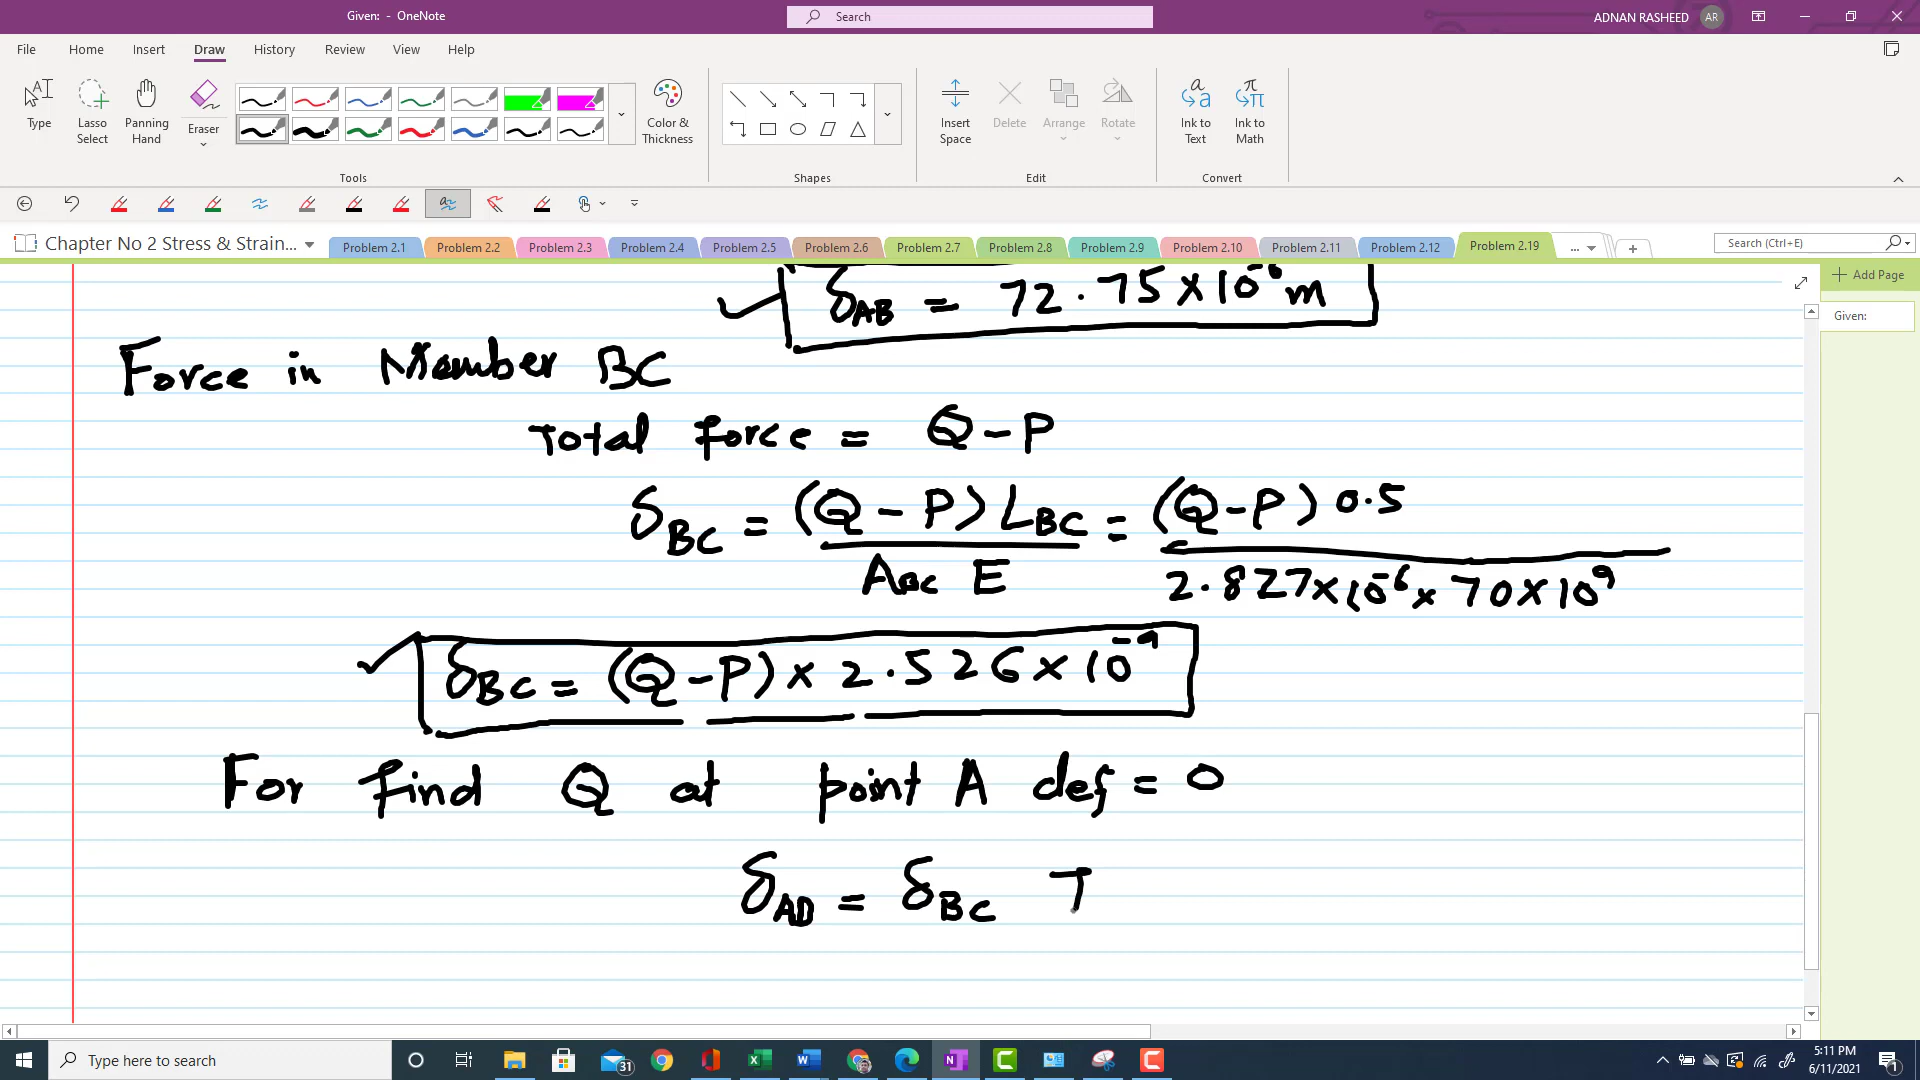 Given: - OneNote
Search
ADNAN RASHEED AR
File Home Insert Draw History Review View Help
Type
Lasso Select
Panning Hand
Eraser
Color & Thickness
Insert Space
Delete
Arrange
Rotate
Ink to Text
Ink to Math
Tools Shapes Edit Convert
Chapter No 2 Stress & Strain...
Problem 2.1 Problem 2.2 Problem 2.3 Problem 2.4 Problem 2.5 Problem 2.6 Problem 2.7 Problem 2.8 Problem 2.9 Problem 2.10 Problem 2.11 Problem 2.12 Problem 2.19 ...
Search (Ctrl+E)
Add Page
Given:
δAB = 72.75×10⁻⁶ m
Force in Member BC
Total force = Q-P
δBC = (Q-P) LBC / ABC E = (Q-P) 0.5 / 2.827×10⁻⁶ × 70×10⁹
δBC = (Q-P) × 2.526×10⁻⁹
For find Q at point A def = 0
δAD = δBC
Type here to search
31
5:11 PM
6/11/2021
1